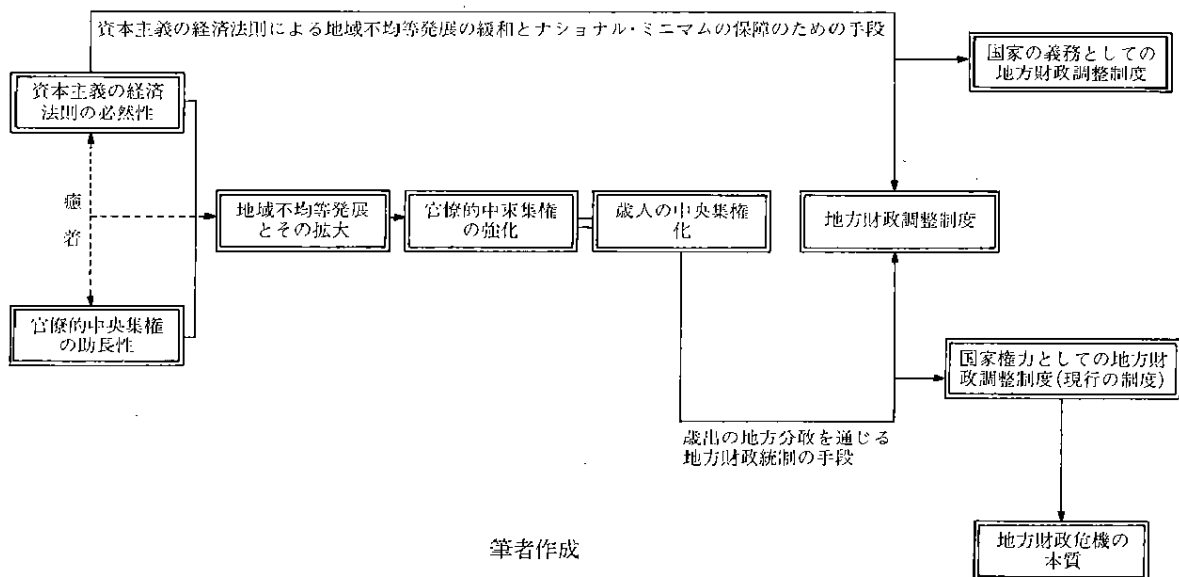 資本主義の経済法則による地域不均等発展の緩和とナショナル・ミニマムの保障のための手段
国家の義務としての
地方財政調整制度
資本主義の経済
法則の必然性
癒
着
地域不均等発展
とその拡大
官僚的中央集権
の強化
歳入の中央集権
化
地方財政調整制度
官僚的中央集権
の助長性
国家権力としての地方財
政調整制度(現行の制度)
歳出の地方分散を通じる
地方財政統制の手段
地方財政危機の
本質
筆者作成